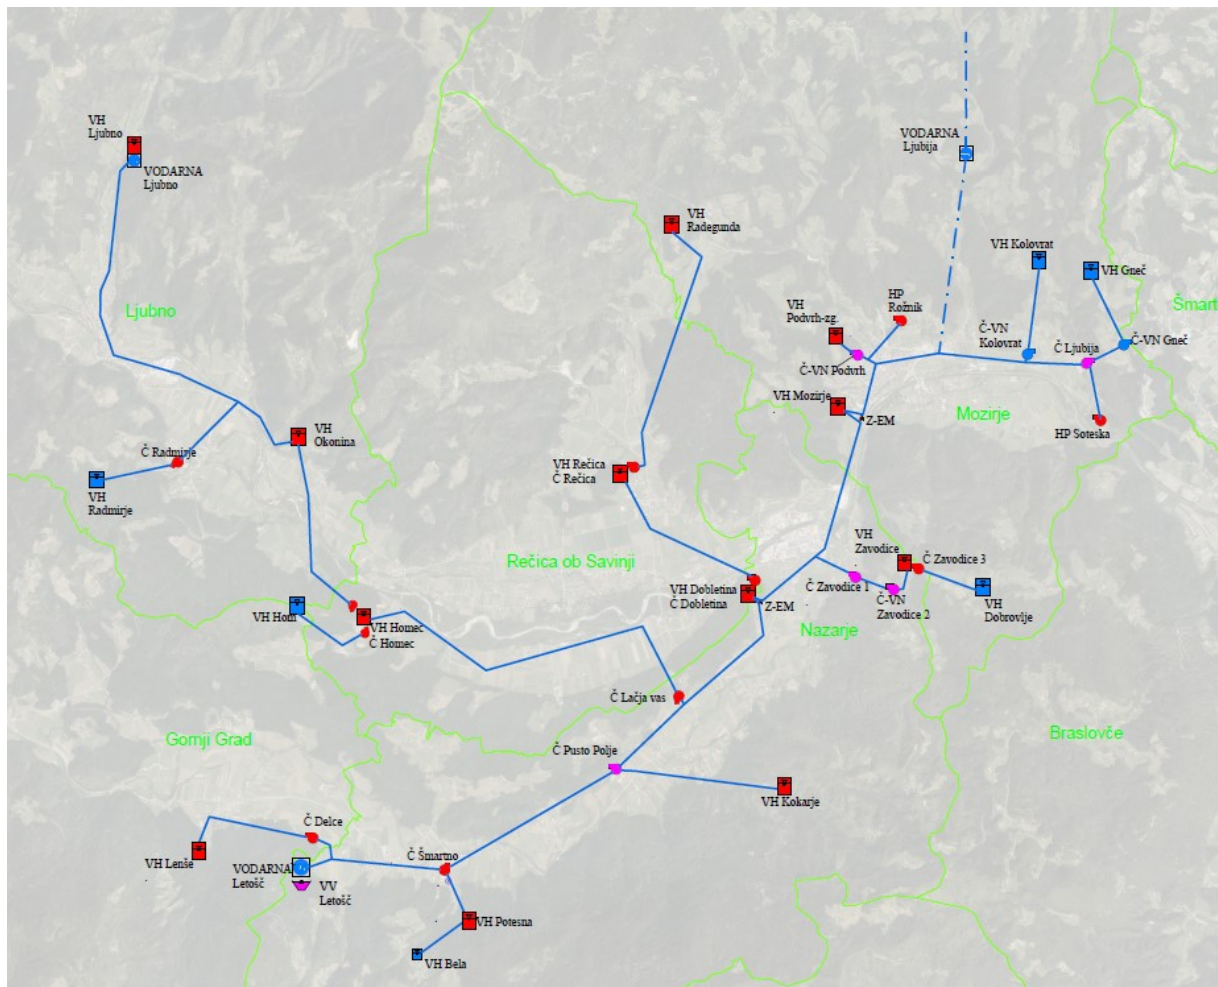 VH
Ljubno
VODARNA
Ljubno
VODARNA
Ljubija
VH
Radegunda
VH Kolovrat
VH Gneč
Ljubno
HP
Rožnik
VH
Podvrh-zg.
Šmart
Č-VN
Kolovrat
Č Ljubija
Č-VN Gneč
Č-VN Podvrh
VH Mozirje
Z-EM
Mozirje
HP Soteska
VH
Okonina
Č Radmirje
VH
Radmirje
VH Rečica
Č Rečica
Rečica ob Savinji
VH
Zavodice
Č Zavodice 3
VH Dobletina
Č Dobletina
Z-EM
Č Zavodice 1
Č-VN
Zavodice 2
VH
Dobrovlje
VH Hom
VH Homec
Č Homec
Nazarje
Č Lačja vas
Gornji Grad
Č Pusto Polje
Braslovče
VH Kokarje
Č Delce
VH Lenše
VODARNA
Letošč
VV
Letošč
Č Šmartno
VH Potesna
VH Bela